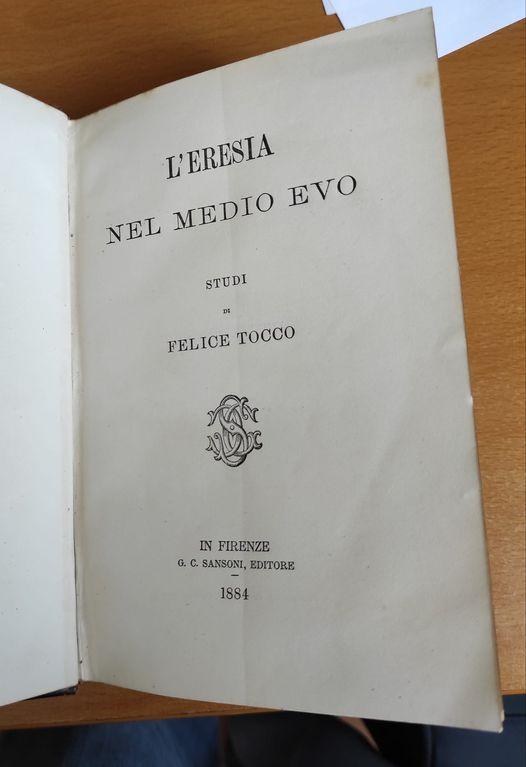 L'ERESIA
NEL MEDIO EVO
STUDI
DI
FELICE TOCCO
IN FIRENZE
G. C. SANSONI, EDITORE
1884